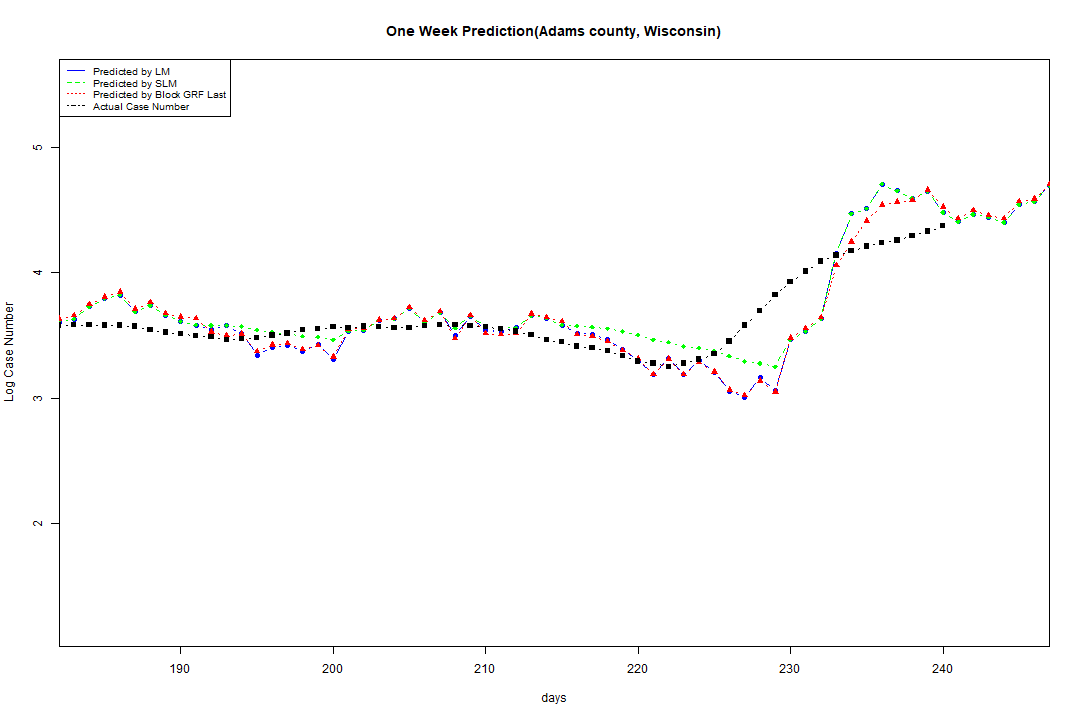 One Week Prediction(Adams county, Wisconsin)
Predicted by LM
Predicted by SLM
Predicted by Block GRF Last
Actual Case Number
5
4
3
2
Log Case Number
190 200 210 220 230 240
days